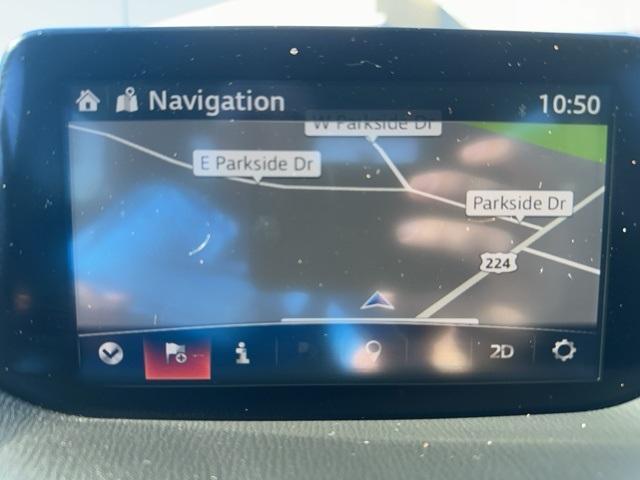 Navigation
10:50
W Parkside Dr
E Parkside Dr
Parkside Dr
224
2D